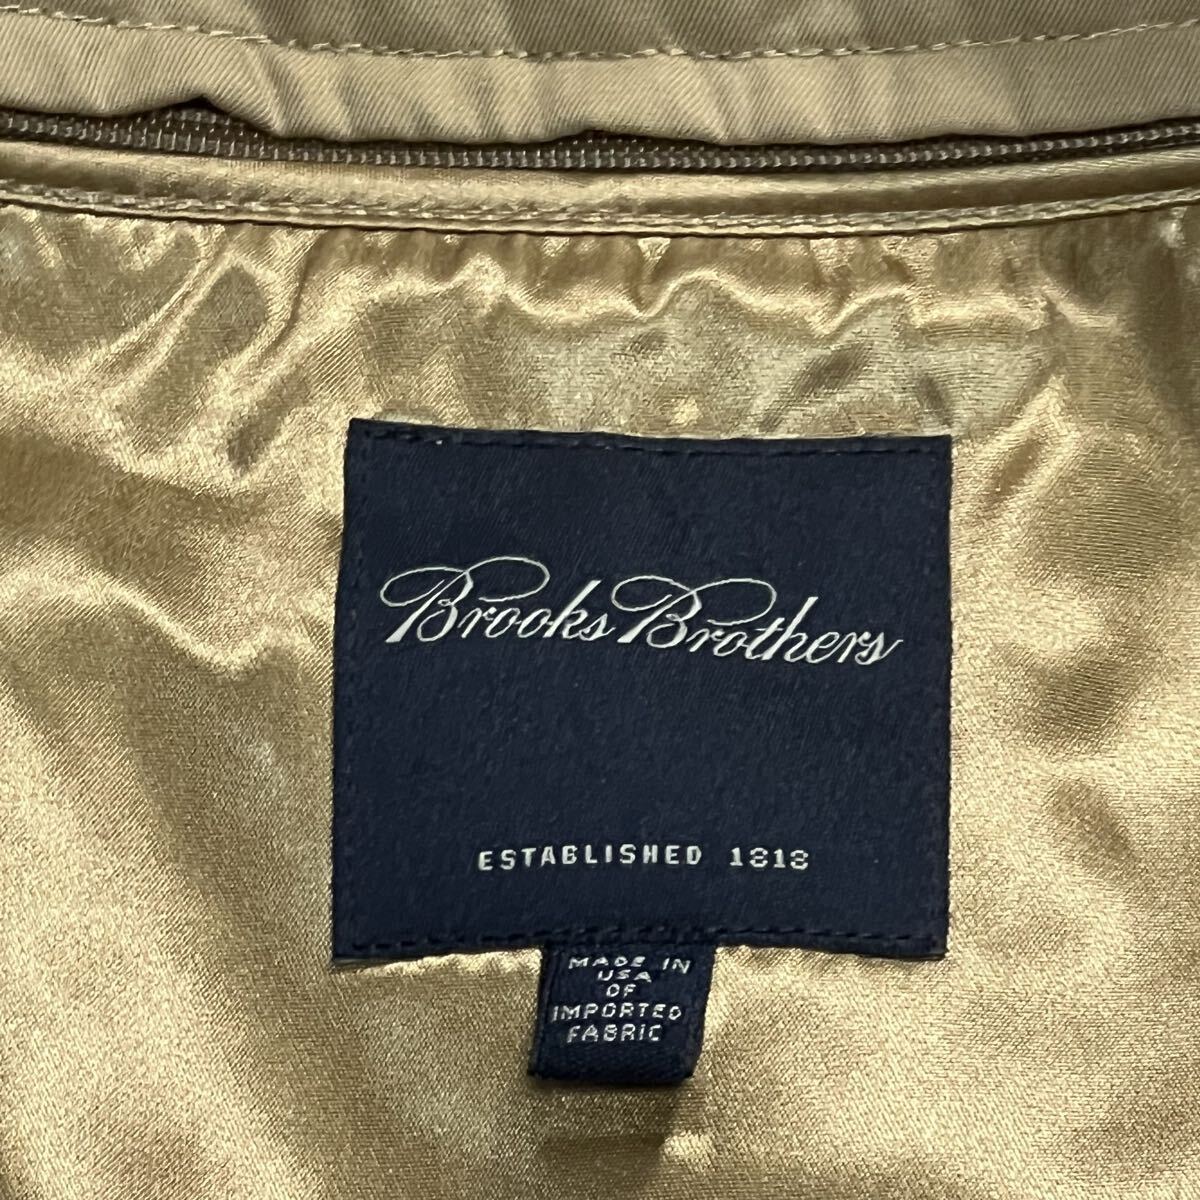 Brooks Brothers
ESTABLISHED 1818
MADE IN
USA
OF
IMPORTED
FABRIC